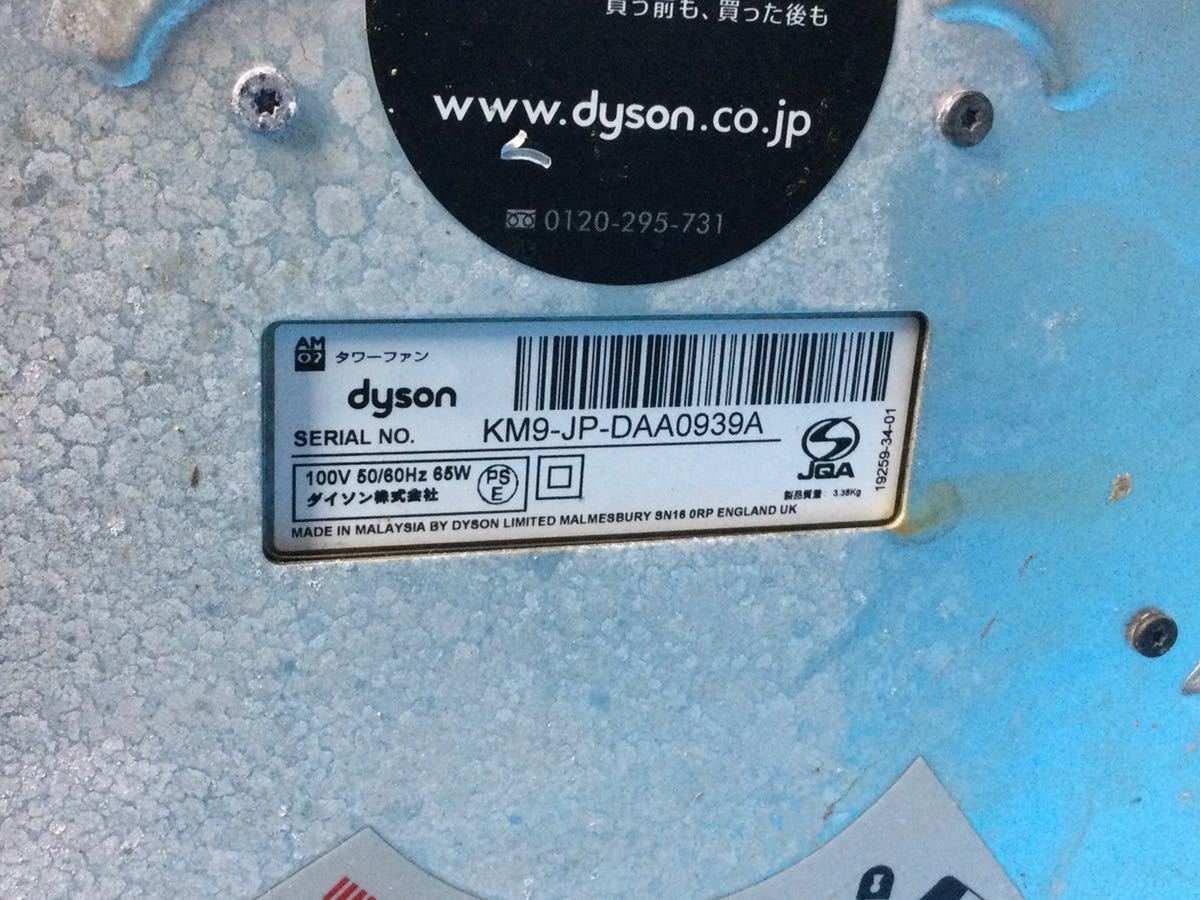 買う前も、買った後も
www.dyson.co.jp
0120-295-731
AM
02
タワーファン
dyson
SERIAL NO. KM9-JP-DAA0939A
100V 50/60Hz 65W
ダイソン株式会社
PS
E
JQA
製品質量: 3.38Kg
19259-34-01
MADE IN MALAYSIA BY DYSON LIMITED MALMESBURY SN16 0RP ENGLAND UK